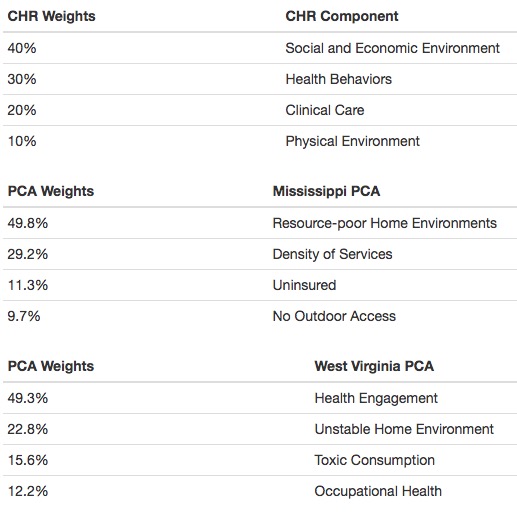 CHR Weights CHR Component
40% Social and Economic Environment
30% Health Behaviors
20% Clinical Care
10% Physical Environment
PCA Weights Mississippi PCA
49.8% Resource-poor Home Environments
29.2% Density of Services
11.3% Uninsured
9.7% No Outdoor Access
PCA Weights West Virginia PCA
49.3% Health Engagement
22.8% Unstable Home Environment
15.6% Toxic Consumption
12.2% Occupational Health